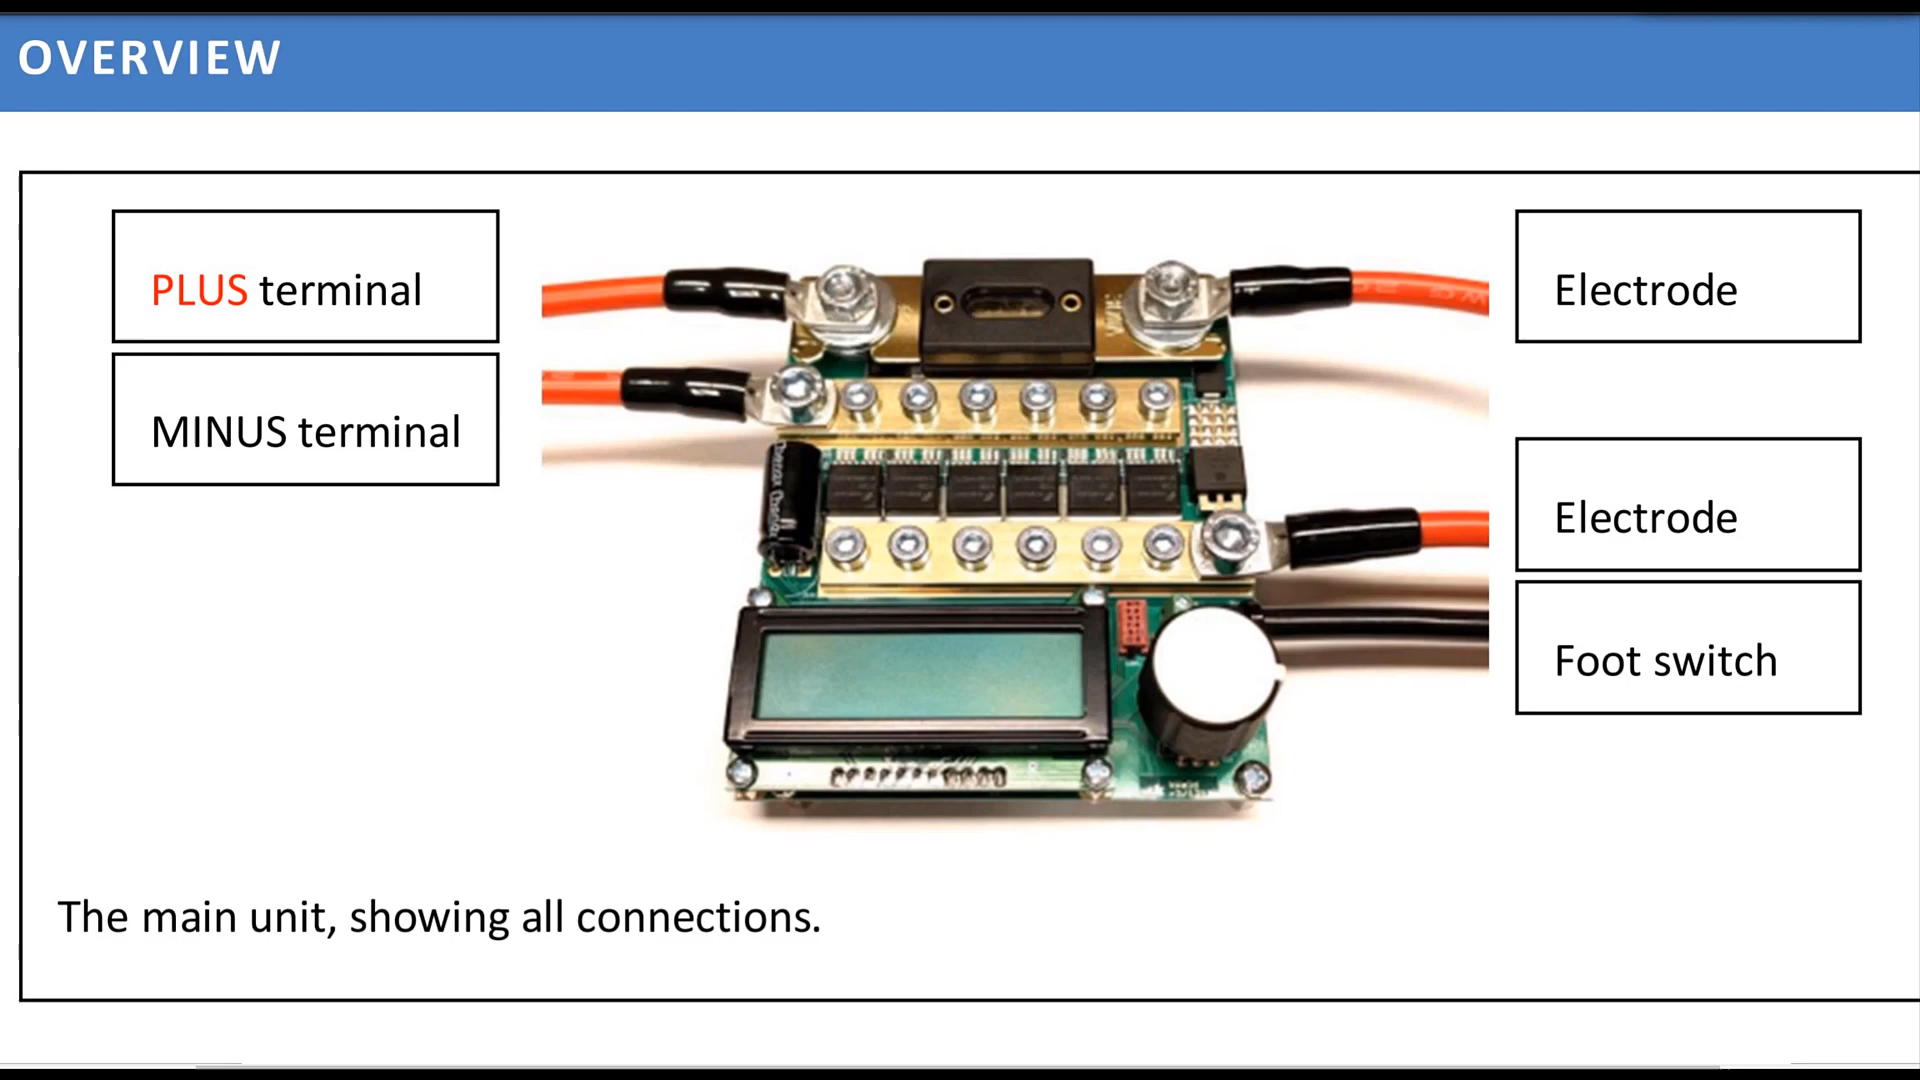 OVERVIEW
PLUS terminal
MINUS terminal
Electrode
Electrode
Foot switch
The main unit, showing all connections.